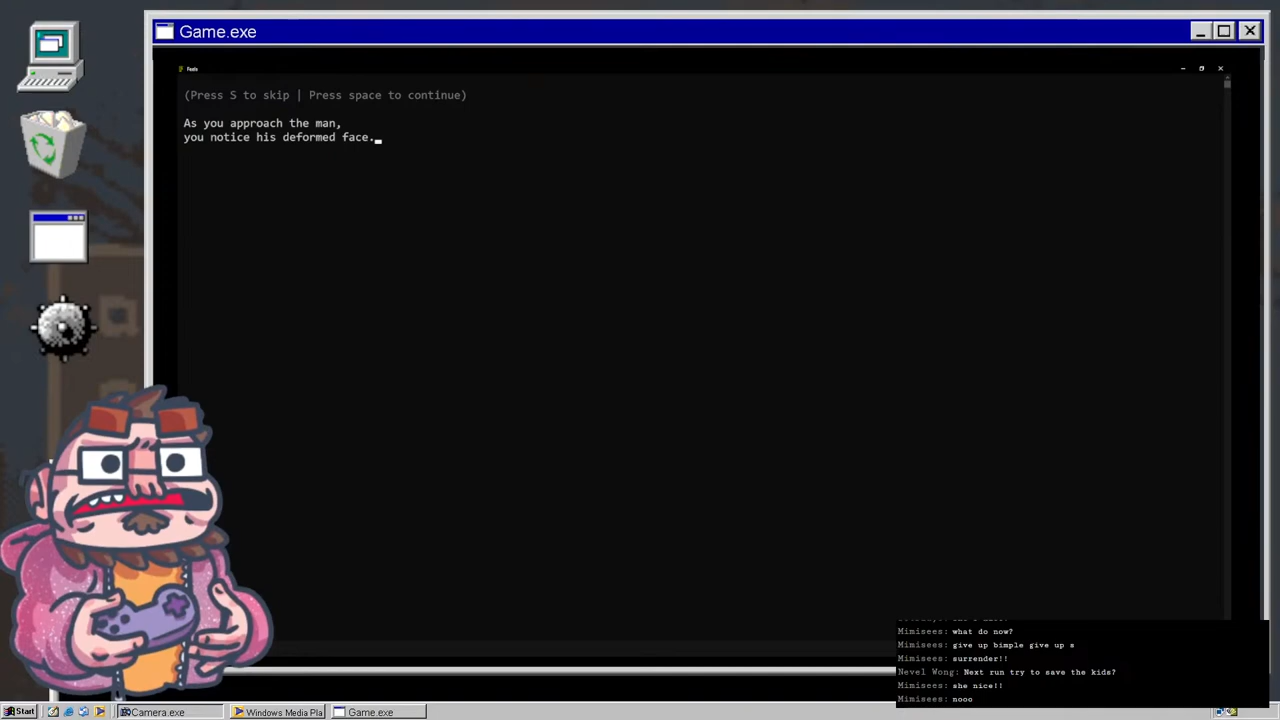 Game.exe
Feels
(Press S to skip | Press space to continue)
As you approach the man,
you notice his deformed face.
Mimisees: what do now?
Mimisees: give up bimple give up s
Mimisees: surrender!!
Nevel Wong: Next run try to save the kids?
Mimisees: she nice!!
Mimisees: nooo
Start
Camera.exe
Windows Media Pla
Game.exe